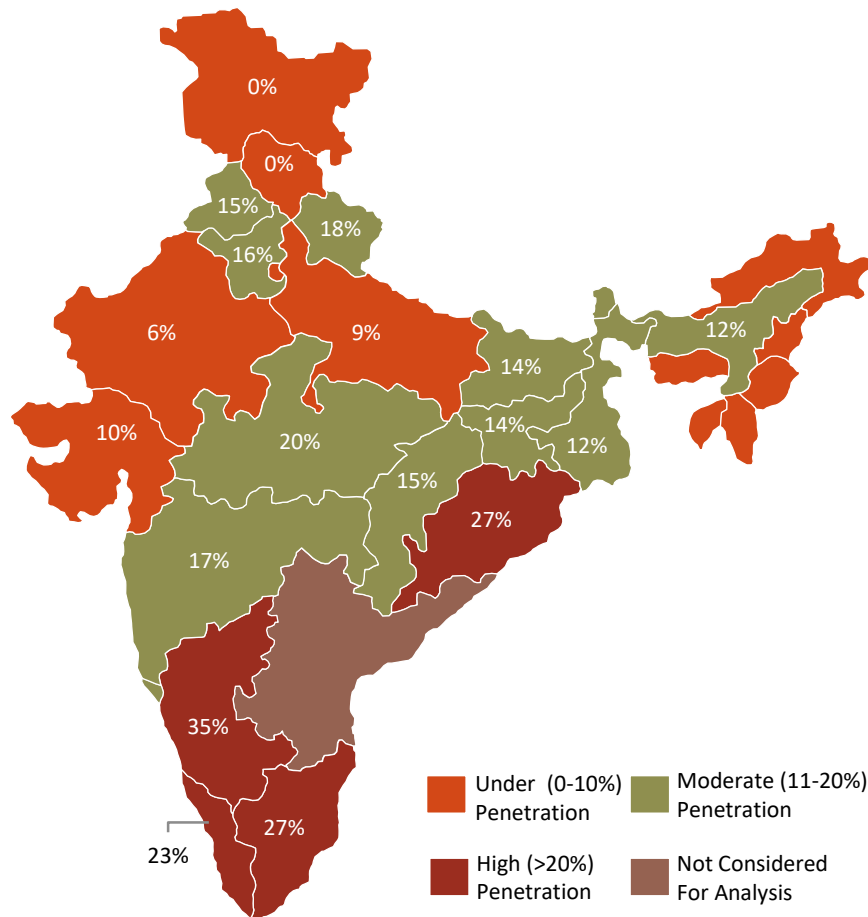 0%
0%
15%
18%
16%
6%
9%
12%
14%
10%
14%
20%
12%
15%
27%
17%
35%
Under (0-10%)
Penetration
Moderate (11-20%)
Penetration
27%
23%
High (>20%)
Penetration
Not Considered
For Analysis